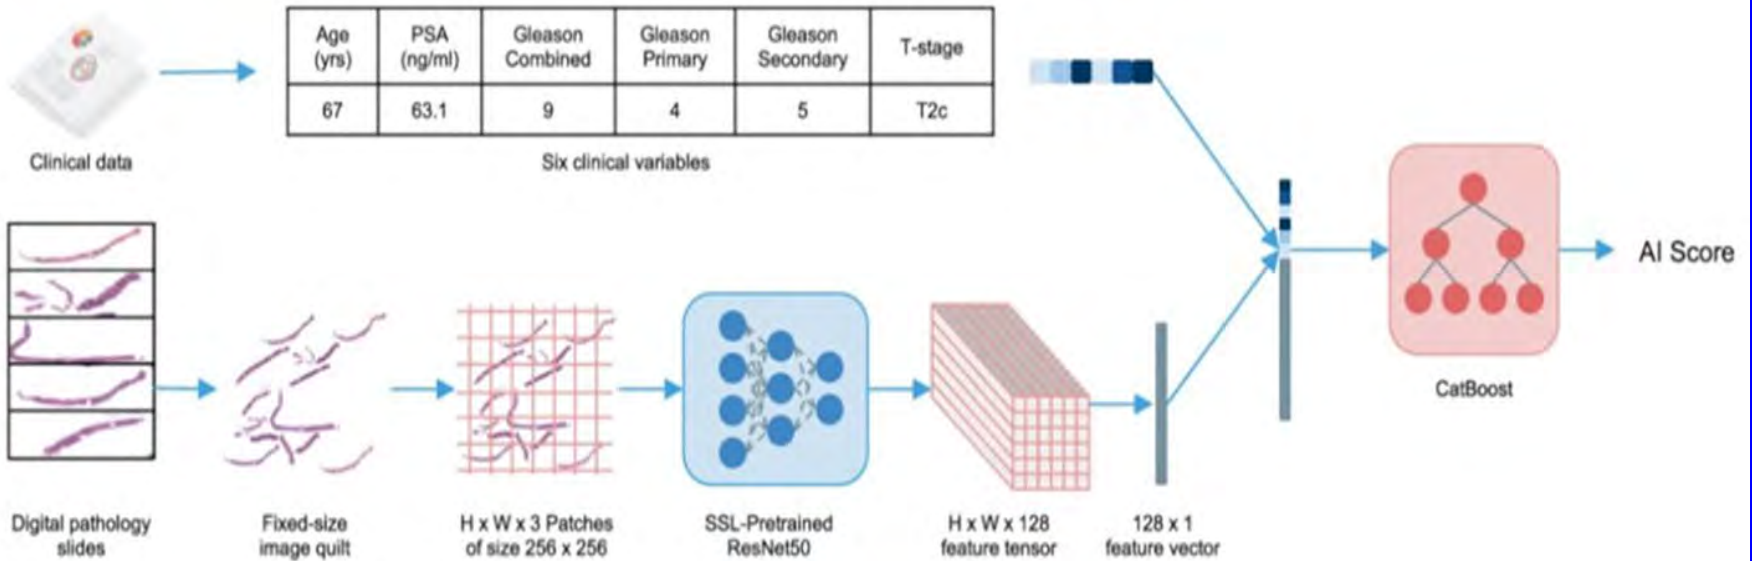 Age
(yrs)
PSA
(ng/ml)
Gleason
Combined
Gleason
Primary
Gleason
Secondary
T-stage
67
63.1
9
4
5
T2c
Clinical data
Six clinical variables
AI Score
CatBoost
Digital pathology
slides
Fixed-size
image quilt
H x W x 3 Patches
of size 256 x 256
SSL-Pretrained
ResNet50
H x W x 128
feature tensor
128 x 1
feature vector